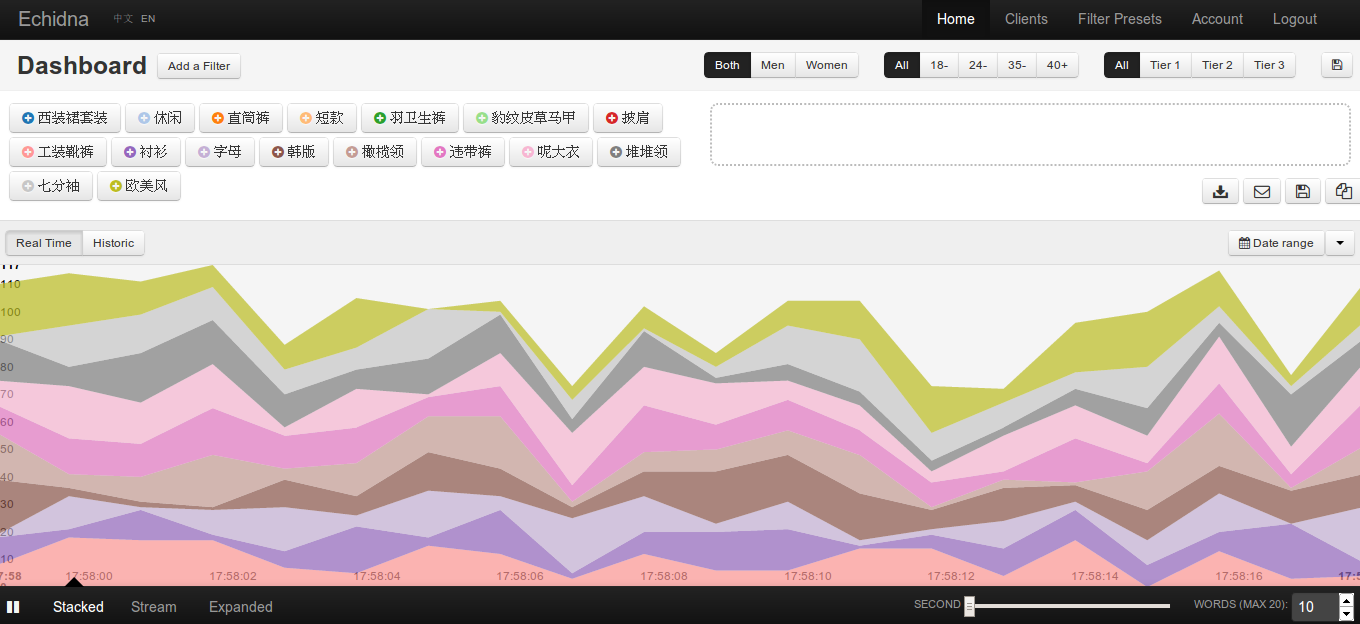 Echidna 中文 EN Home Clients Filter Presets Account Logout
Dashboard Add a Filter Both Men Women All 18- 24- 35- 40+ All Tier 1 Tier 2 Tier 3
西装裙套装 休闲 直筒裤 短款 羽卫生裤 豹纹皮草马甲 披肩
工装靴裤 衬衫 字母 韩版 橄榄领 违带裤 呢大衣 堆堆领
七分袖 欧美风
Real Time Historic Date range
117
110
100
90
80
70
60
50
40
30
20
10
7:58 17:58:00 17:58:02 17:58:04 17:58:06 17:58:08 17:58:10 17:58:12 17:58:14 17:58:16 17:5
Stacked Stream Expanded SECOND WORDS (MAX 20): 10